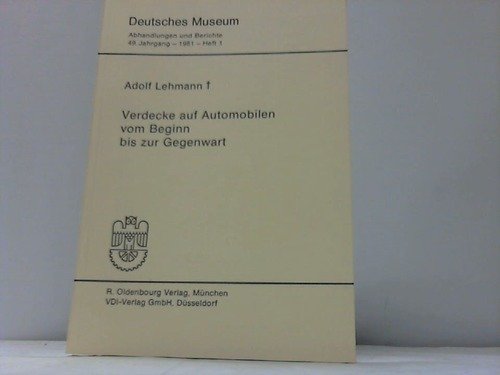 Deutsches Museum
Abhandlungen und Berichte
49. Jahrgang – 1981 – Heft 1
Adolf Lehmann †
Verdecke auf Automobilen
vom Beginn
bis zur Gegenwart
R. Oldenbourg Verlag, München
VDI-Verlag GmbH, Düsseldorf